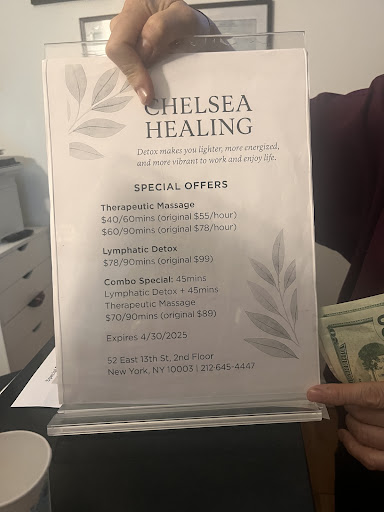 CHELSEA
HEALING
Detox makes you lighter, more energized,
and more vibrant to work and enjoy life.
SPECIAL OFFERS
Therapeutic Massage
$40/60mins (original $55/hour)
$60/90mins (original $78/hour)
Lymphatic Detox
$78/90mins (original $99)
Combo Special: 45mins
Lymphatic Detox + 45mins
Therapeutic Massage
$70/90mins (original $89)
Expires 4/30/2025
52 East 13th St, 2nd Floor
New York, NY 10003 | 212-645-4447